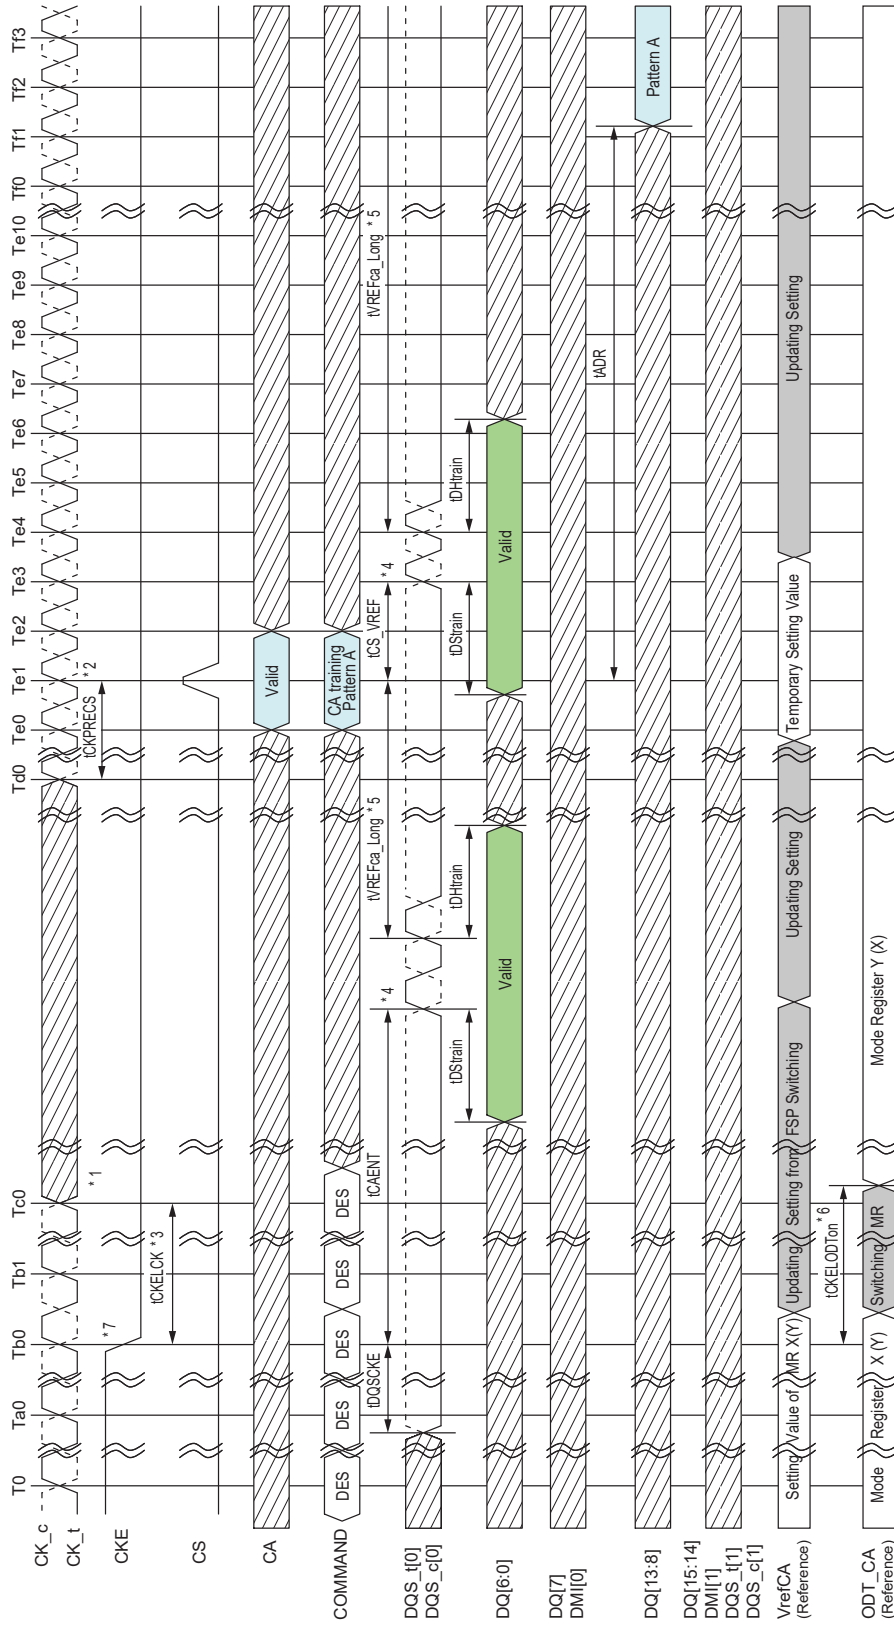 T0 Ta0 Tb0 Tb1 Tc0 Td0 Te0 Te1 Te2 Te3 Te4 Te5 Te6 Te7 Te8 Te9 Te10 Tf0 Tf1 Tf2 Tf3
CK_c
CK_t
* 1
tCKPRECS
* 2
CKE
* 7
tCKELCK * 3
CS
CA
Valid
COMMAND
DES DES DES DES DES
CA training
Pattern A
tDQSCKE
tCAENT
tVREFca_Long * 5
tCS_VREF
tVREFca_Long * 5
* 4
* 4
DQS_t[0]
DQS_c[0]
tDStrain
tDHtrain
tDStrain
tDHtrain
DQ[6:0]
Valid
Valid
DQ[7]
DMI[0]
tADR
DQ[13:8]
Pattern A
DQ[15:14]
DMI[1]
DQS_t[1]
DQS_c[1]
VrefCA
(Reference)
Setting Value of MR X(Y)
Updating Setting from FSP Switching
Updating Setting
Temporary Setting Value
Updating Setting
tCKELODTon * 6
ODT_CA
(Reference)
Mode Register X (Y)
Switching MR
Mode Register Y (X)